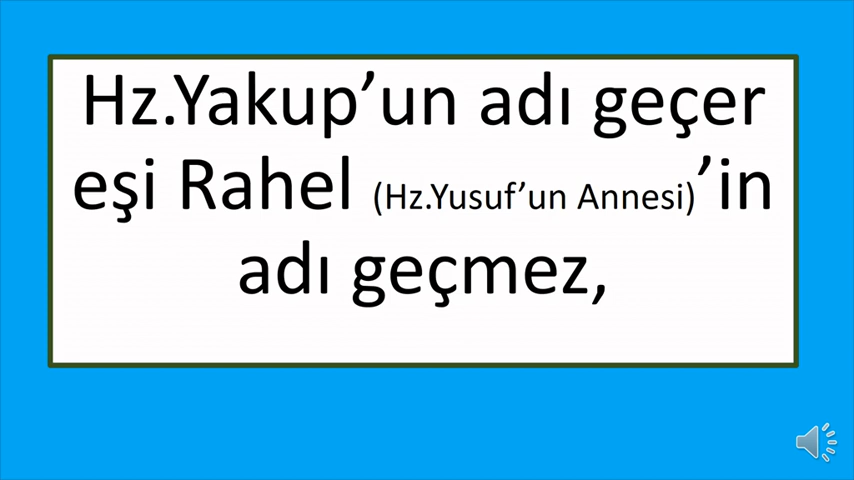 Hz.Yakup’un adı geçer
eşi Rahel (Hz.Yusuf’un Annesi)’in
adı geçmez,